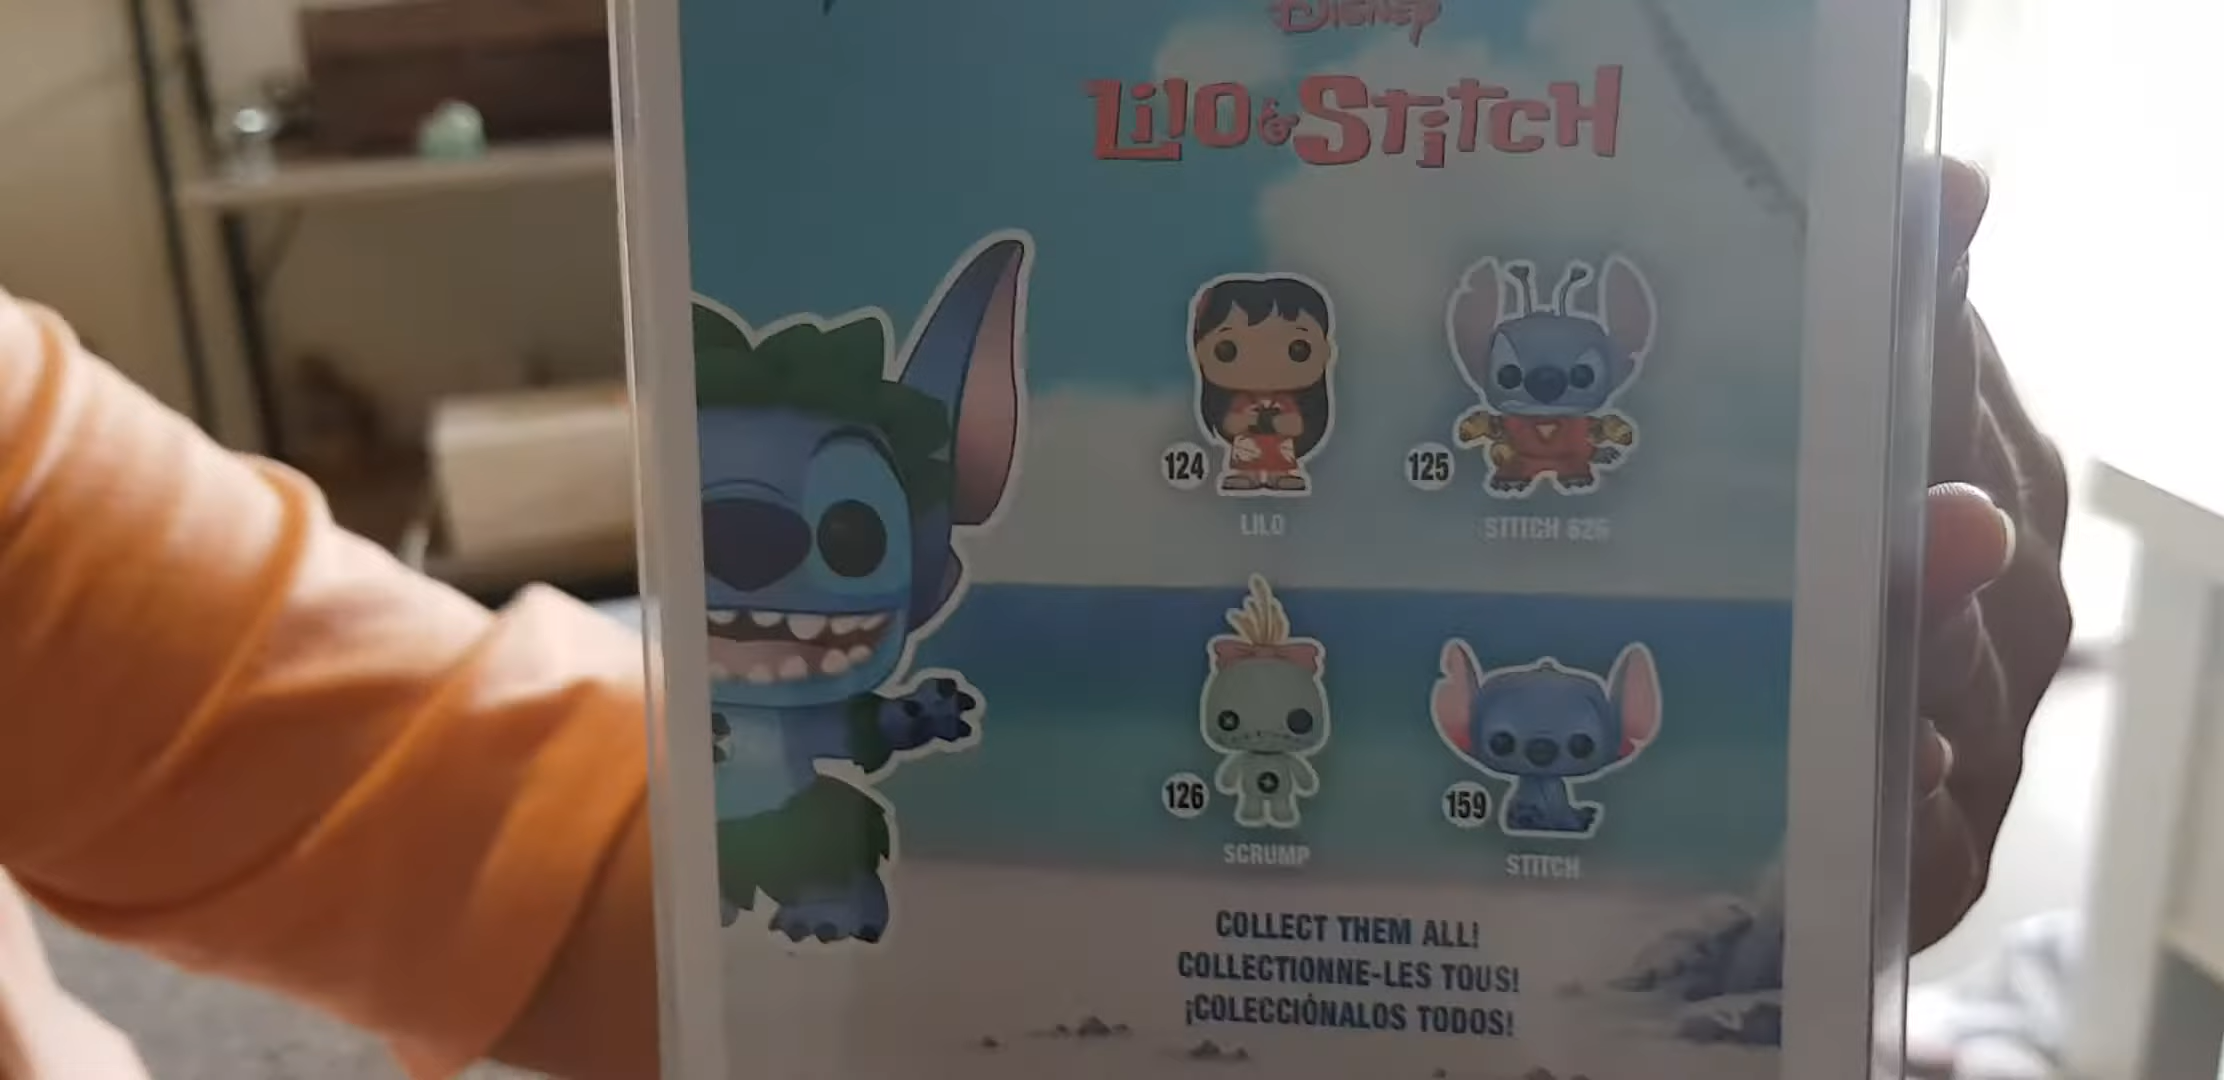 Disney
Lilo & Stitch
124
125
LILO
STITCH 626
126
159
SCRUMP
STITCH
COLLECT THEM ALL!
COLLECTIONNE-LES TOUS!
¡COLECCIÓNALOS TODOS!